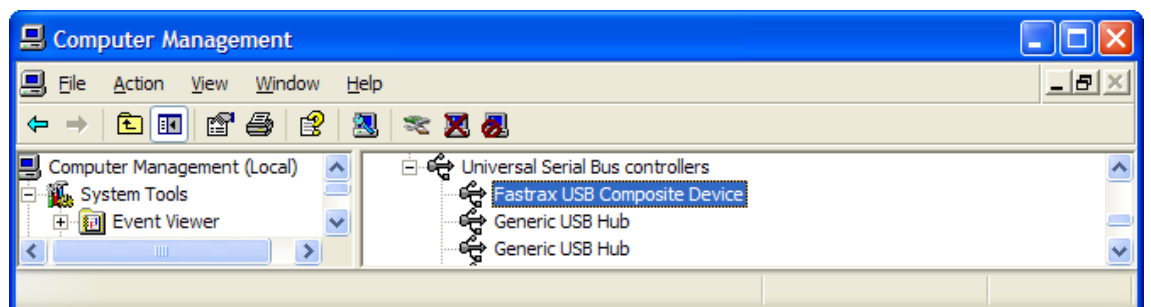 Computer Management
File Action View Window Help
Computer Management (Local)
System Tools
Event Viewer
Universal Serial Bus controllers
Fastrax USB Composite Device
Generic USB Hub
Generic USB Hub